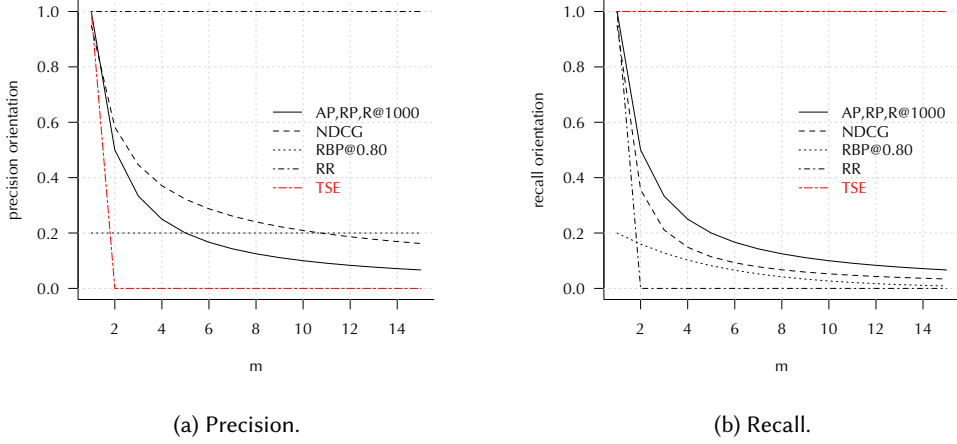 precision orientation
1.0
0.8
0.6
0.4
0.2
0.0
AP,RP,R@1000
NDCG
RBP@0.80
RR
TSE
2 4 6 8 10 12 14
m
(a) Precision.
recall orientation
1.0
0.8
0.6
0.4
0.2
0.0
AP,RP,R@1000
NDCG
RBP@0.80
RR
TSE
2 4 6 8 10 12 14
m
(b) Recall.